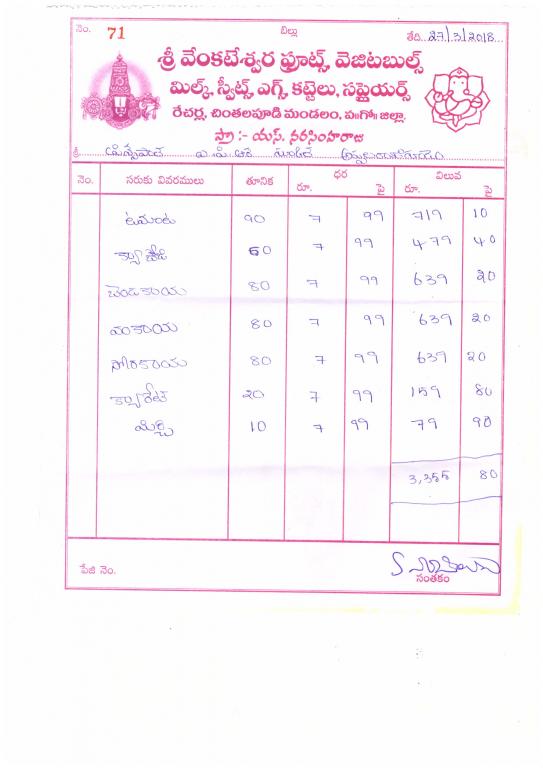 నెం. 71 బిల్లు తేది. 27/3/2018
శ్రీ వేంకటేశ్వర ఫ్రూట్స్, వెజిటబుల్స్
మిల్క్, స్వీట్స్, ఎగ్స్, కట్టెలు, సప్లైయర్స్
రేచర్ల, చింతలపూడి మండలం, ప॥గో॥ జిల్లా.
ప్రొ :- యస్. నరసింహరాజు
శ్రీ
నెం. సరుకు వివరములు తూనిక ధర విలువ
రూ. పై రూ. పై
టమాట 90 7 99 719 10
క్యాబేజి 60 7 99 479 40
బెండకాయ 80 7 99 639 20
వంకాయ 80 7 99 639 20
సోరకాయ 80 7 99 639 20
క్యారేట్ 20 7 99 159 80
మిర్చి 10 7 99 79 90
3,355 80
పేజి నెం. సంతకం